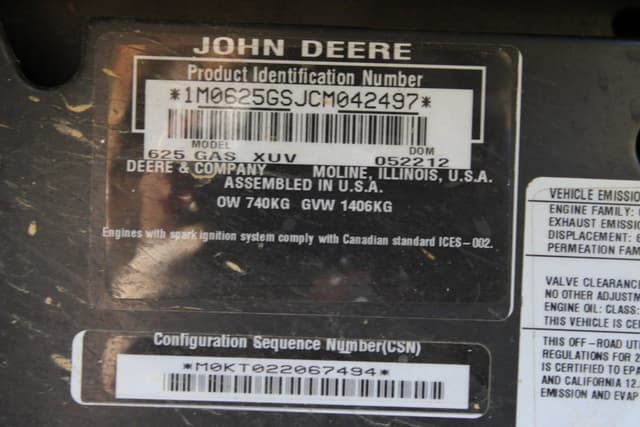 JOHN DEERE
Product Identification Number
*1M0625GSJCM042497*
MODEL DOM
625 GAS XUV 052212
DEERE & COMPANY MOLINE, ILLINOIS, U.S.A.
ASSEMBLED IN U.S.A.
OW 740KG GVW 1406KG
Engines with spark ignition system comply with Canadian standard ICES-002.
Configuration Sequence Number(CSN)
*M0KT022067494*
VEHICLE EMISSIO
ENGINE FAMILY:
EXHAUST EMISSIO
DISPLACEMENT: 6
PERMEATION FAM
VALVE CLEARANC
NO OTHER ADJUSTM
ENGINE OIL: CLASS:
THIS VEHICLE IS CE
THIS OFF-ROAD UTI
REGULATIONS FOR 2
IS CERTIFIED TO EPA
AND CALIFORNIA 12.
EMISSION AND EVAP